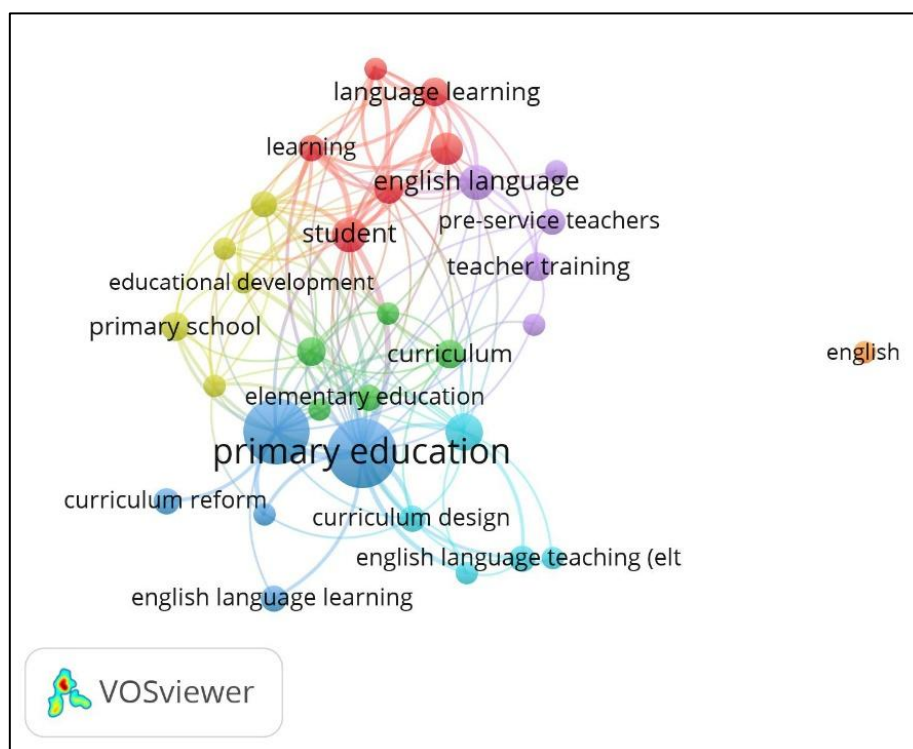 language learning
learning
english language
student
pre-service teachers
teacher training
educational development
primary school
curriculum
english
elementary education
primary education
curriculum reform
curriculum design
english language teaching (elt
english language learning
VOSviewer